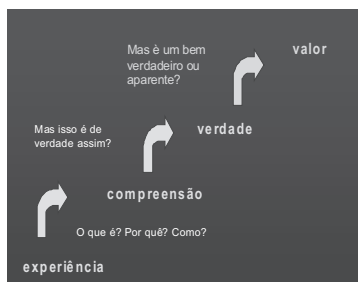 Mas è um bem
verdadeiro ou
aparente?
valor
Mas isso é de
verdade assim?
verdade
compreensão
O que é? Por quê? Como?
experiência